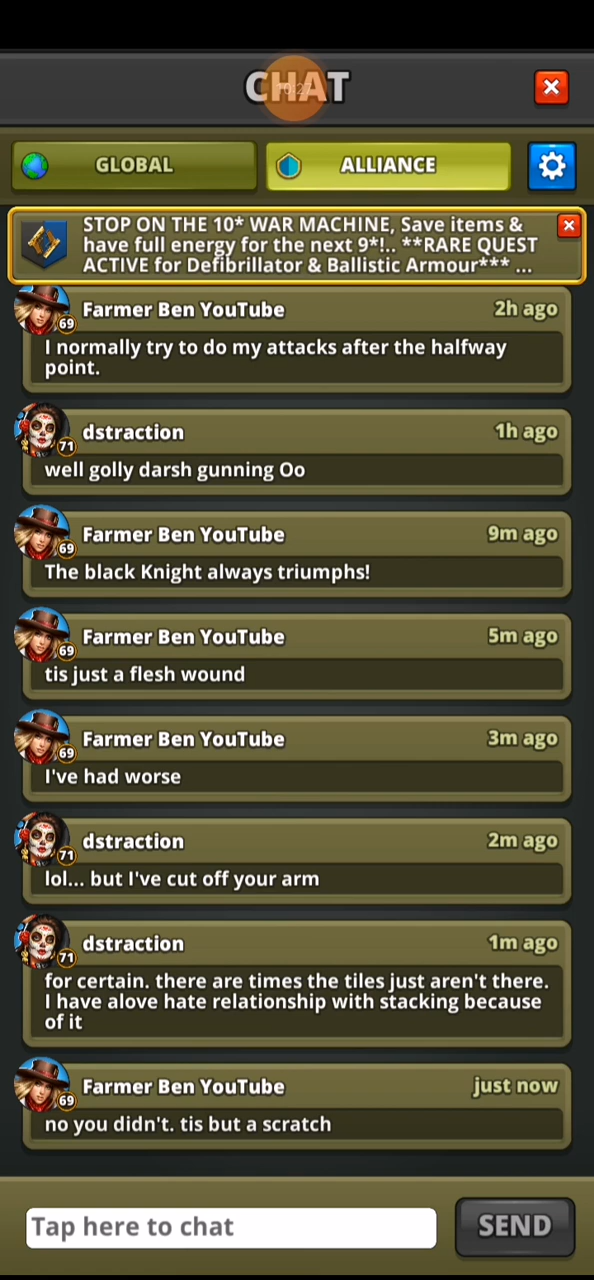 CHAT
10:27
GLOBAL
ALLIANCE
STOP ON THE 10* WAR MACHINE, Save items &
have full energy for the next 9*!.. **RARE QUEST
ACTIVE for Defibrillator & Ballistic Armour*** ...
69
Farmer Ben YouTube
2h ago
I normally try to do my attacks after the halfway
point.
71
dstraction
1h ago
well golly darsh gunning Oo
69
Farmer Ben YouTube
9m ago
The black Knight always triumphs!
69
Farmer Ben YouTube
5m ago
tis just a flesh wound
69
Farmer Ben YouTube
3m ago
I've had worse
71
dstraction
2m ago
lol... but I've cut off your arm
71
dstraction
1m ago
for certain. there are times the tiles just aren't there.
I have alove hate relationship with stacking because
of it
69
Farmer Ben YouTube
just now
no you didn't. tis but a scratch
Tap here to chat
SEND